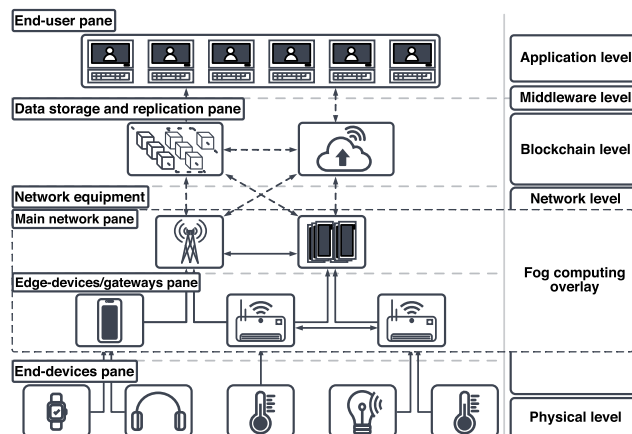 End-user pane
Application level
Middleware level
Data storage and replication pane
Blockchain level
Network equipment
Network level
Main network pane
Fog computing
overlay
Edge-devices/gateways pane
End-devices pane
Physical level